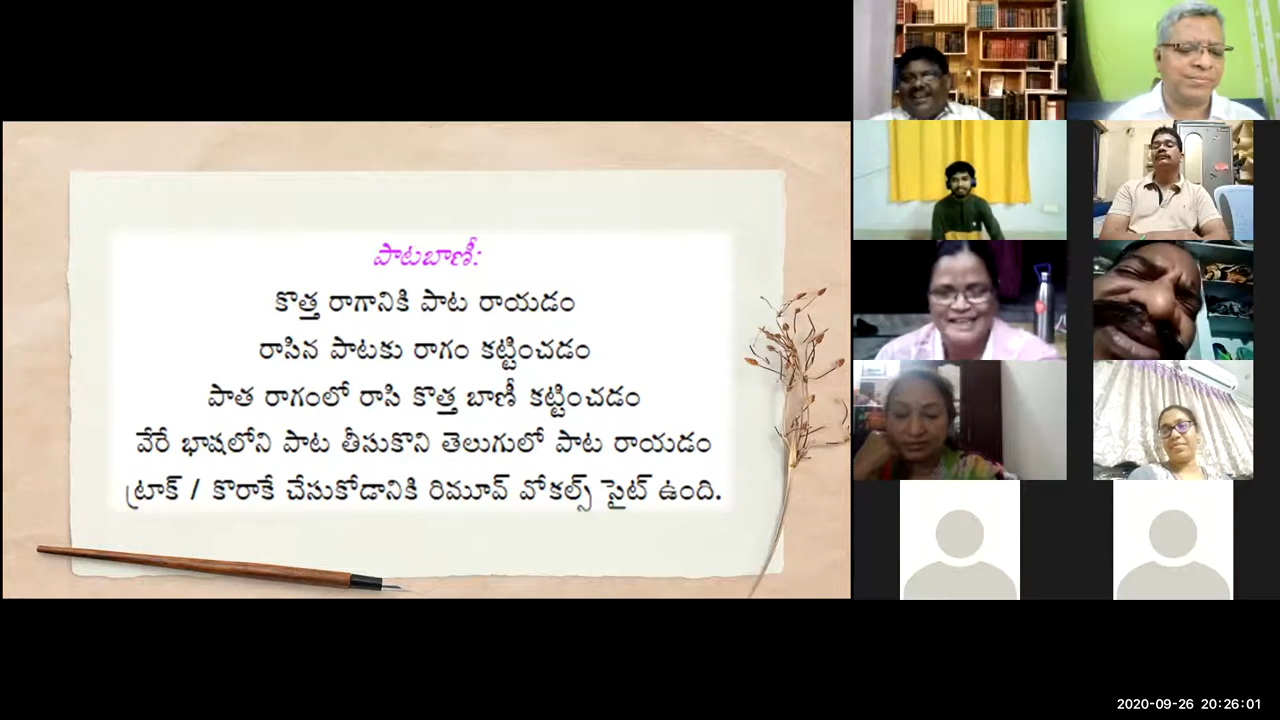 పాటబాణీ:
కొత్త రాగానికి పాట రాయడం
రాసిన పాటకు రాగం కట్టించడం
పాత రాగంలో రాసి కొత్త బాణీ కట్టించడం
వేరే భాషలోని పాట తీసుకొని తెలుగులో పాట రాయడం
ట్రాక్ / కొరాకే చేసుకోడానికి రిమూవ్ వోకల్స్ సైట్ ఉంది.
2020-09-26 20:26:01